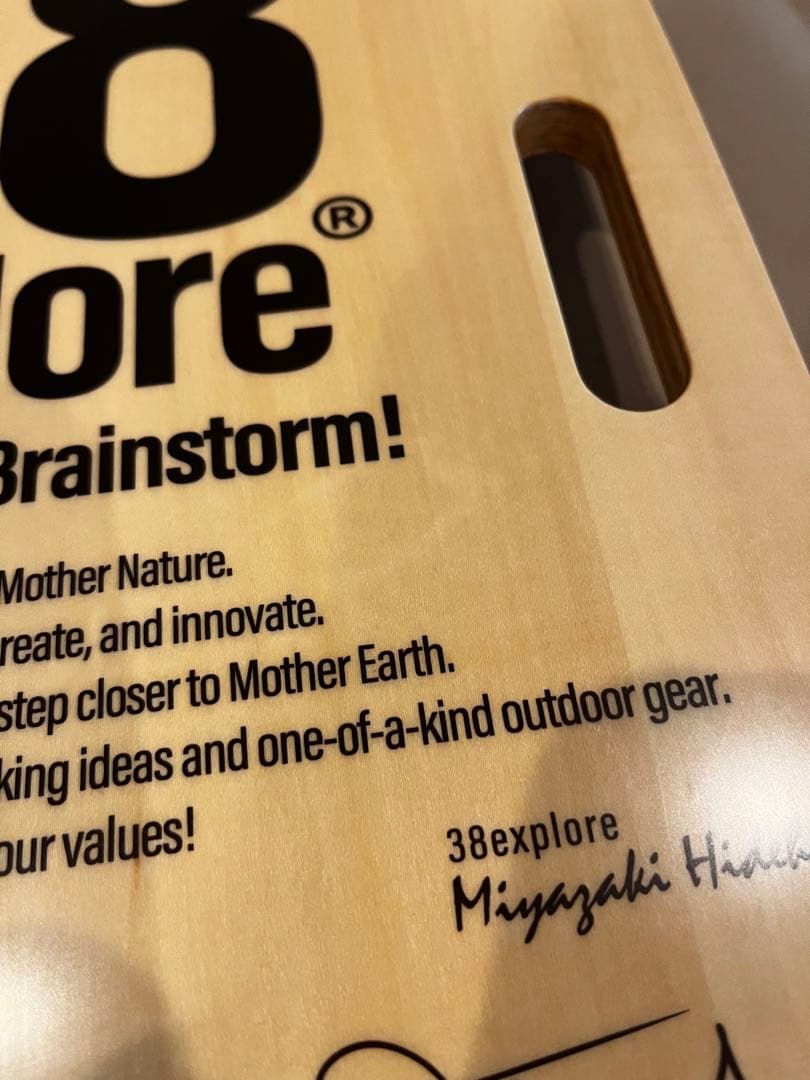 8
lore®
Brainstorm!
Mother Nature.
reate, and innovate.
step closer to Mother Earth.
king ideas and one-of-a-kind outdoor gear.
our values!
38explore
Miyazaki